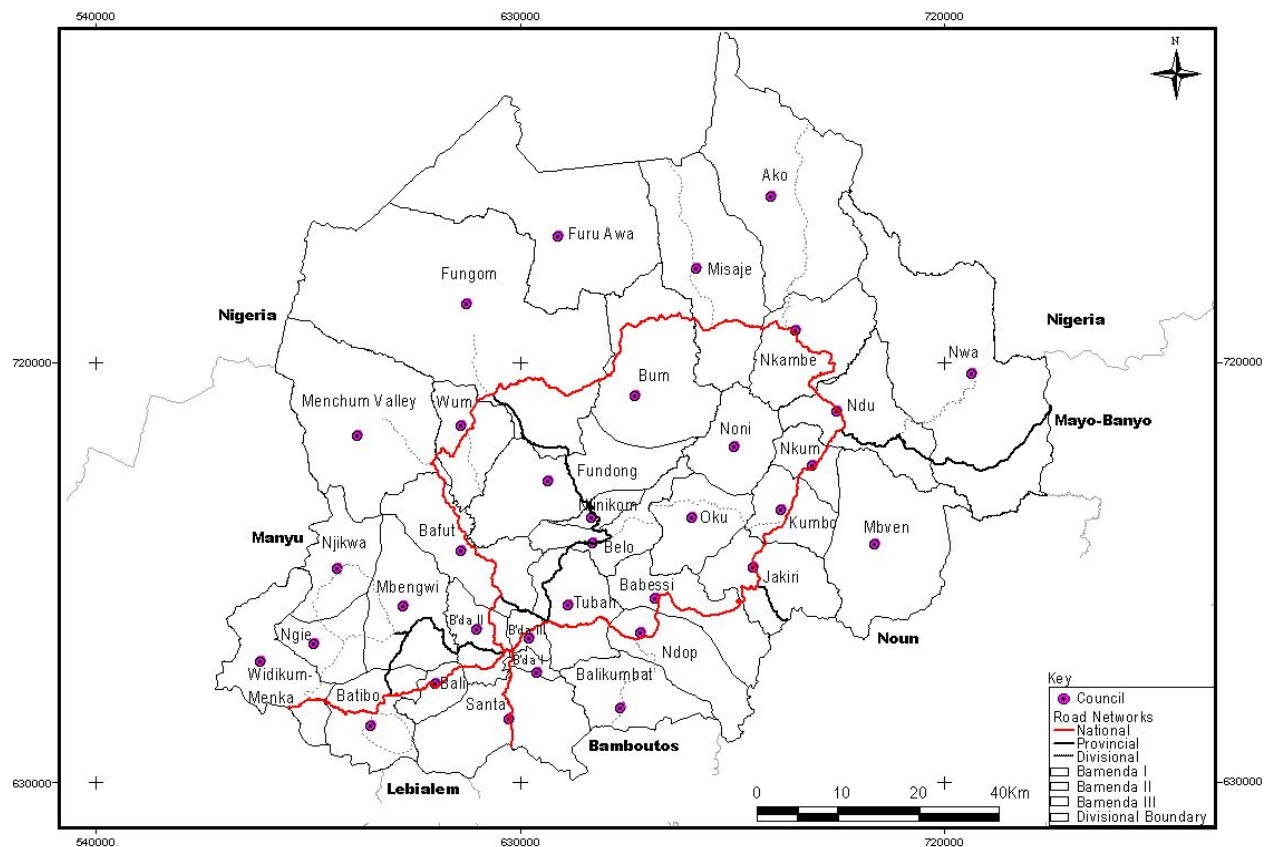 540000
630000
720000
N
Ako
Furu Awa
Misaje
Fungom
Nigeria
Nigeria
Nkambe
Nwa
720000
720000
Bum
Menchum Valley
Wum
Ndu
Mayo-Banyo
Noni
Nkum
Fundong
Njinikom
Oku
Kumbo
Mbven
Bafut
Manyu
Njikwa
Belo
Jakiri
Mbengwi
Babessi
Tubah
B'da II
B'da III
Noun
Ngie
Ndop
Widikum-
Menka
B'da I
Balikumbat
Batibo
Bali
Santa
Bamboutos
Lebialem
Key
Council
Road Networks
National
Provincial
Divisional
Bamenda I
Bamenda II
Bamenda III
Divisional Boundary
0 10 20 40Km
630000
630000
540000
630000
720000